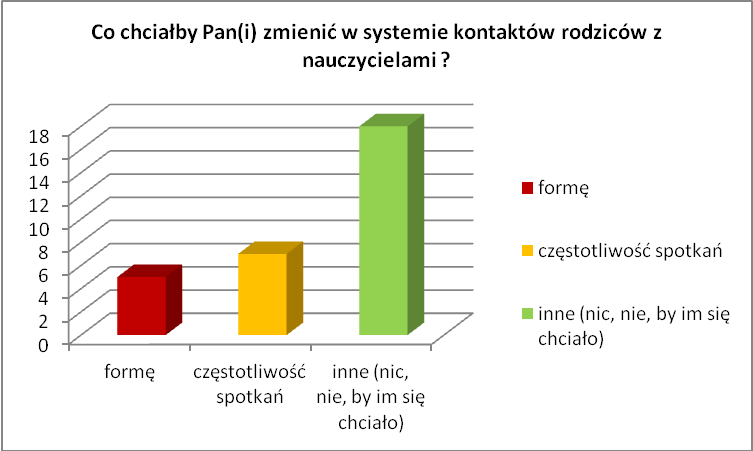 Co chciałby Pan(i) zmienić w systemie kontaktów rodziców z
nauczycielami ?
18
16
14
12
10
8
6
4
2
0
formę
częstotliwość
spotkań
inne (nic,
nie, by im się
chciało)
formę
częstotliwość spotkań
inne (nic, nie, by im się
chciało)